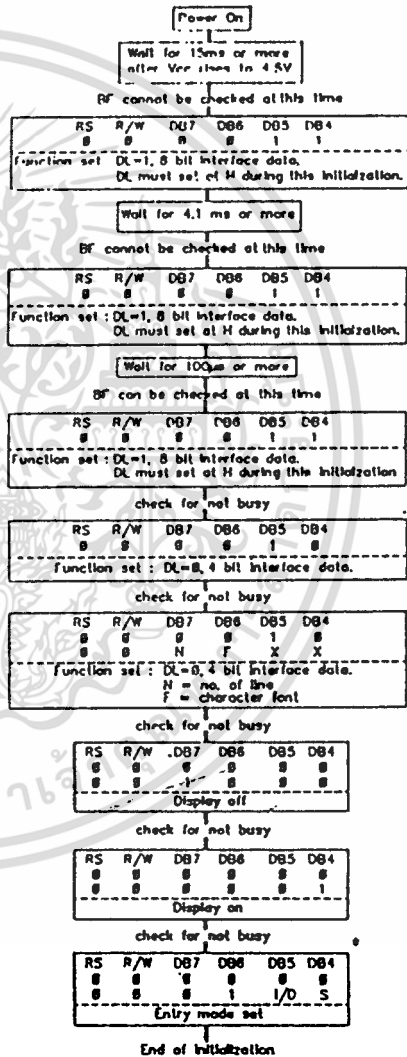 Power On
Wait for 15ms or more
after Vcc rises to 4.5V
BF cannot be checked at this time
RS R/W DB7 DB6 DB5 DB4
0 0 0 0 1 1
Function set DL=1, 8 bit interface data.
DL must set at H during this initialization.
Wait for 4.1 ms or more
BF cannot be checked at this time
RS R/W DB7 DB6 DB5 DB4
0 0 0 0 1 1
Function set : DL=1, 8 bit interface data.
DL must set at H during this initialization.
Wait for 100µs or more
BF can be checked at this time
RS R/W DB7 DB6 DB5 DB4
0 0 0 0 1 1
Function set : DL=1, 8 bit interface data.
DL must set at H during this initialization
check for not busy
RS R/W DB7 DB6 DB5 DB4
0 0 0 0 1 0
Function set : DL=0, 4 bit interface data.
check for not busy
RS R/W DB7 DB6 DB5 DB4
0 0 0 0 1 0
0 0 N F X X
Function set : DL=0, 4 bit interface data.
N = no. of line
F = character font
check for not busy
RS R/W DB7 DB6 DB5 DB4
0 0 0 0 0 0
0 0 1 0 0 0
Display off
check for not busy
RS R/W DB7 DB6 DB5 DB4
0 0 0 0 0 0
0 0 0 0 0 1
Display on
check for not busy
RS R/W DB7 DB6 DB5 DB4
0 0 0 0 0 0
0 0 0 1 I/D S
Entry mode set
End of initialization